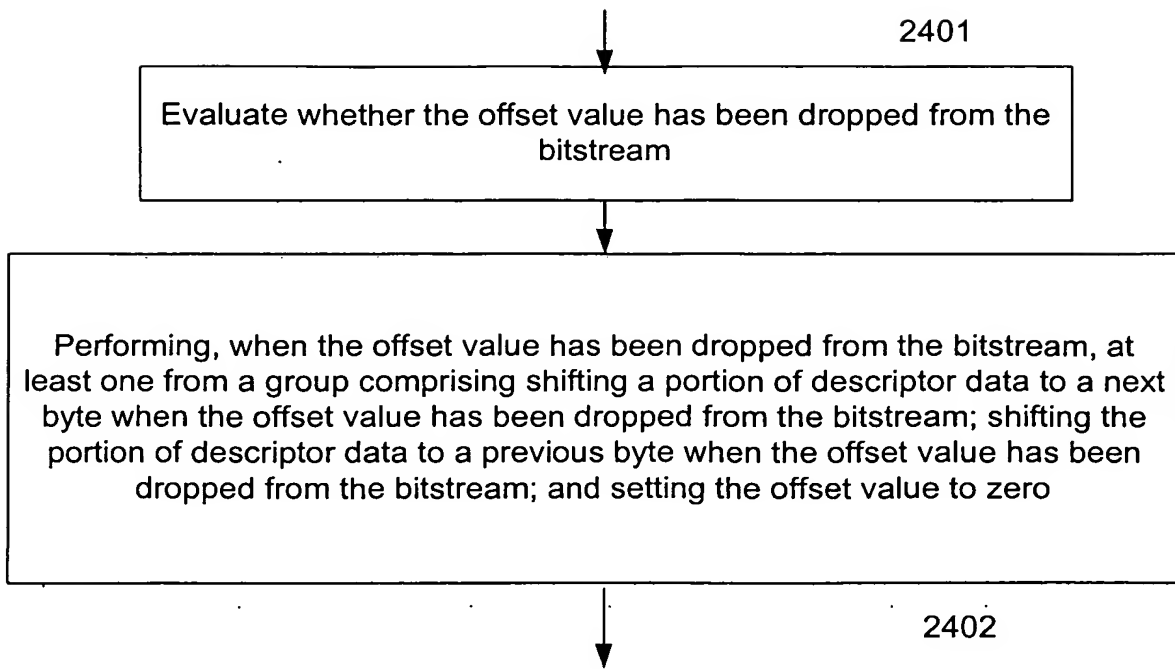 2401
Evaluate whether the offset value has been dropped from the
bitstream
Performing, when the offset value has been dropped from the bitstream, at
least one from a group comprising shifting a portion of descriptor data to a next
byte when the offset value has been dropped from the bitstream; shifting the
portion of descriptor data to a previous byte when the offset value has been
dropped from the bitstream; and setting the offset value to zero
2402